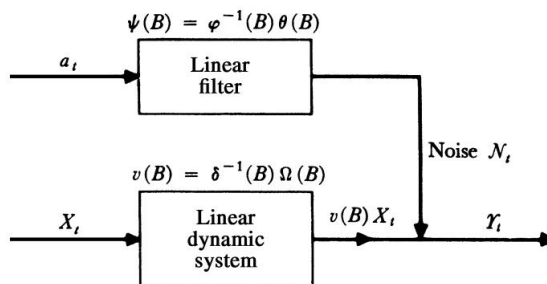 ψ(B) = φ⁻¹(B)θ(B)
a_t
Linear
filter
Noise N_t
v(B) = δ⁻¹(B)Ω(B)
X_t
Linear
dynamic
system
v(B)X_t
Y_t